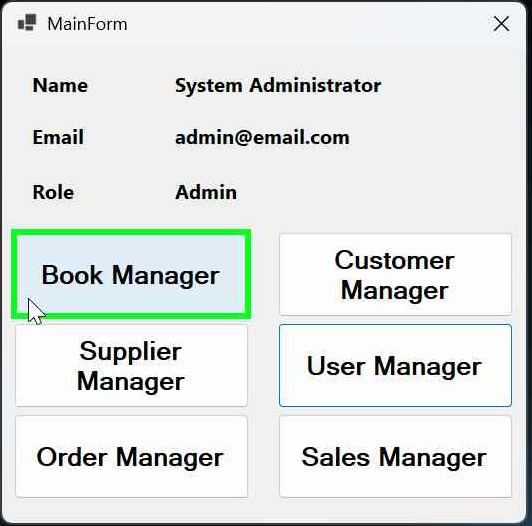 MainForm
Name System Administrator
Email admin@email.com
Role Admin
Book Manager
Customer
Manager
Supplier
Manager
User Manager
Order Manager
Sales Manager